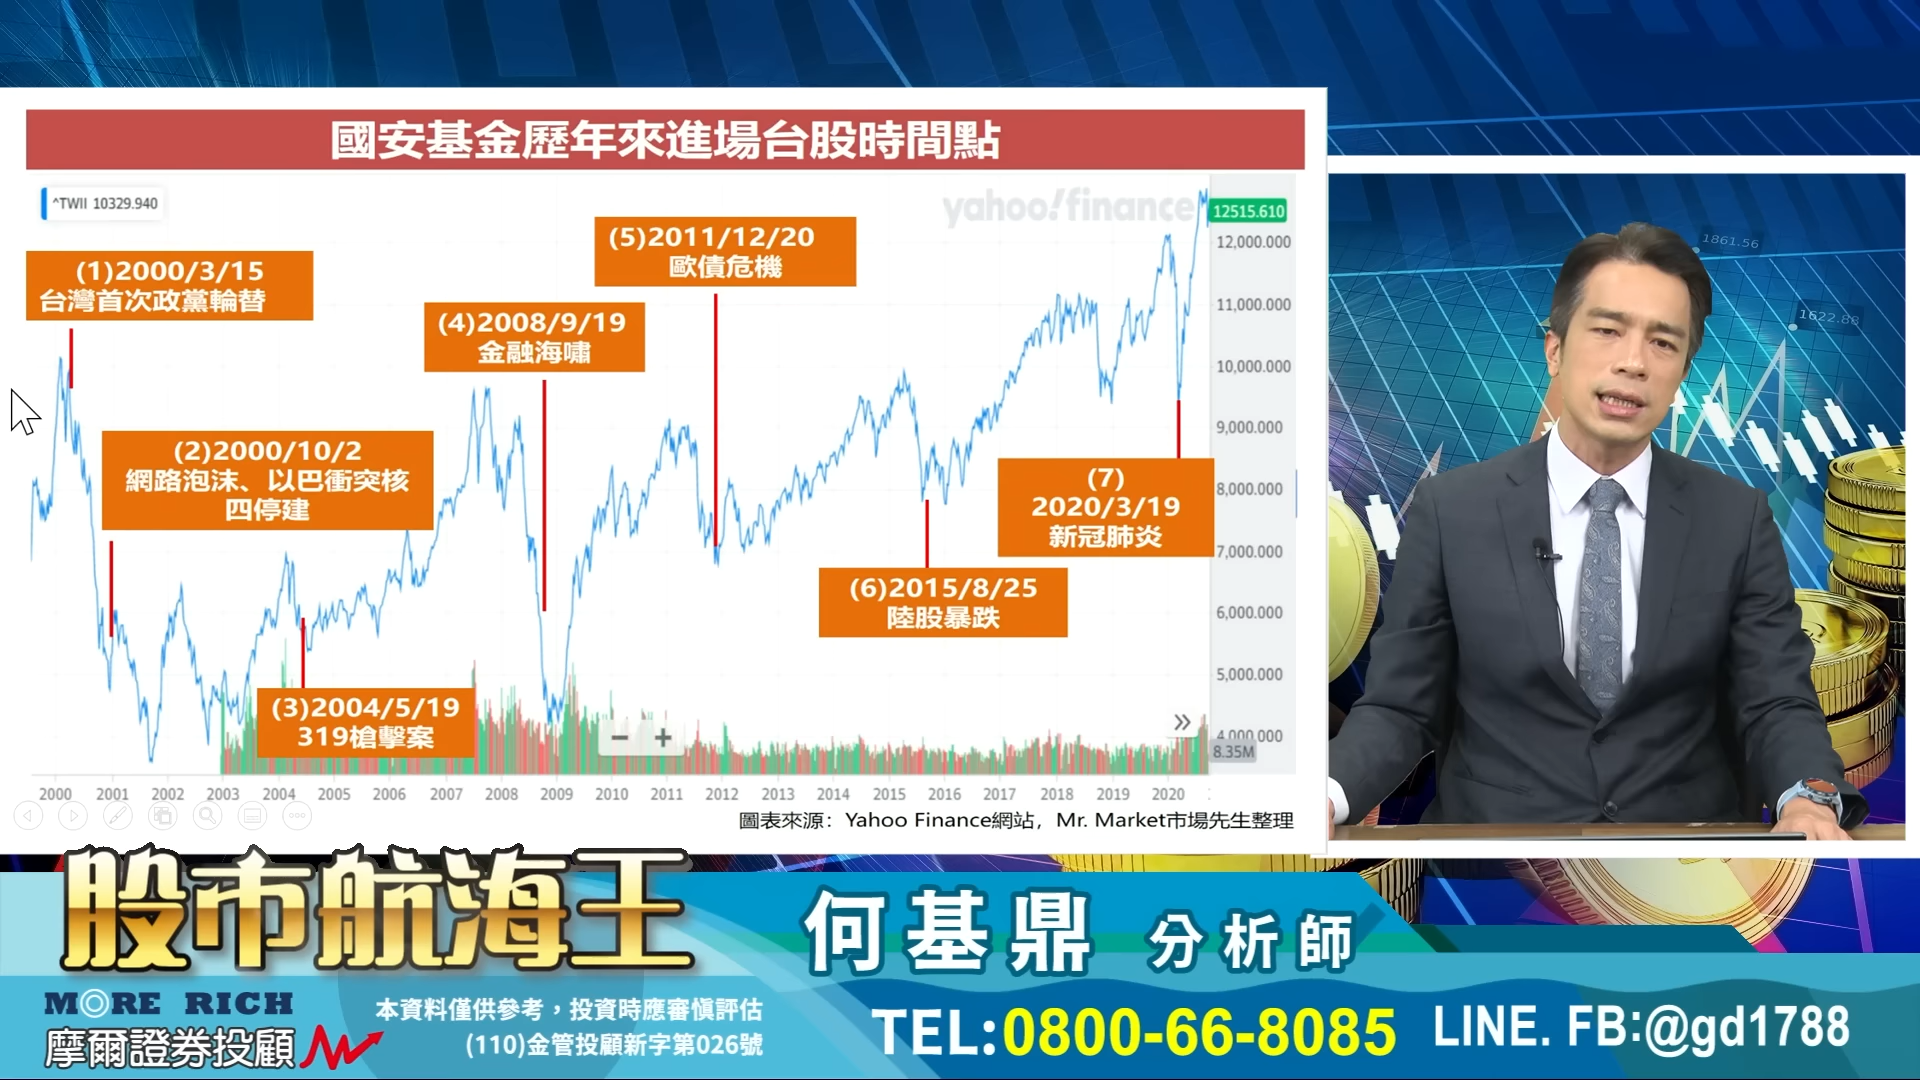 國安基金歷年來進場台股時間點
^TWII 10329.940
yahoo!finance
12515.610
(1)2000/3/15
台灣首次政黨輪替
(2)2000/10/2
網路泡沫、以巴衝突核
四停建
(3)2004/5/19
319槍擊案
(4)2008/9/19
金融海嘯
(5)2011/12/20
歐債危機
(6)2015/8/25
陸股暴跌
(7)
2020/3/19
新冠肺炎
12,000.000
11,000.000
10,000.000
9,000.000
8,000.000
7,000.000
6,000.000
5,000.000
4,000.000
8.35M
2000 2001 2002 2003 2004 2005 2006 2007 2008 2009 2010 2011 2012 2013 2014 2015 2016 2017 2018 2019 2020
圖表來源：Yahoo Finance網站，Mr. Market市場先生整理
1861.56
1622.88
股市航海王
何基鼎 分析師
MORE RICH
摩爾證券投顧
本資料僅供參考，投資時應審慎評估
(110)金管投顧新字第026號
TEL:0800-66-8085
LINE. FB:@gd1788